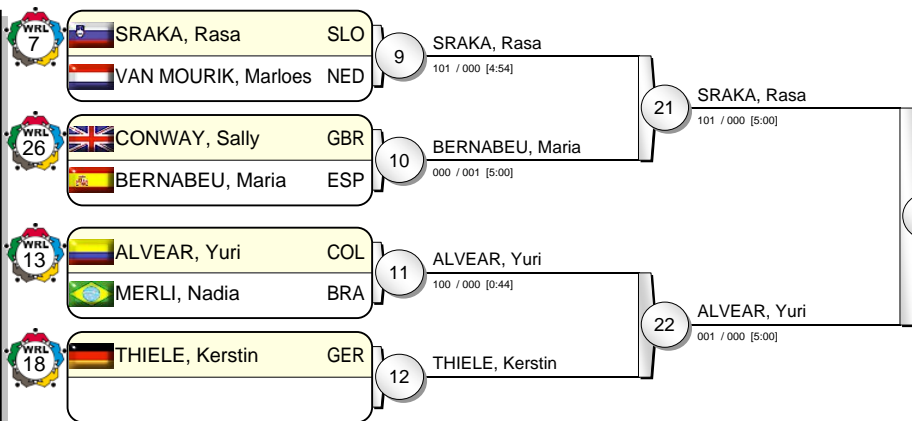 WRL
7
SRAKA, Rasa SLO
VAN MOURIK, Marloes NED
9
SRAKA, Rasa
101 / 000 [4:54]
WRL
26
CONWAY, Sally GBR
BERNABEU, Maria ESP
10
BERNABEU, Maria
000 / 001 [5:00]
21
SRAKA, Rasa
101 / 000 [5:00]
WRL
13
ALVEAR, Yuri COL
MERLI, Nadia BRA
11
ALVEAR, Yuri
100 / 000 [0:44]
WRL
18
THIELE, Kerstin GER
12
THIELE, Kerstin
22
ALVEAR, Yuri
001 / 000 [5:00]